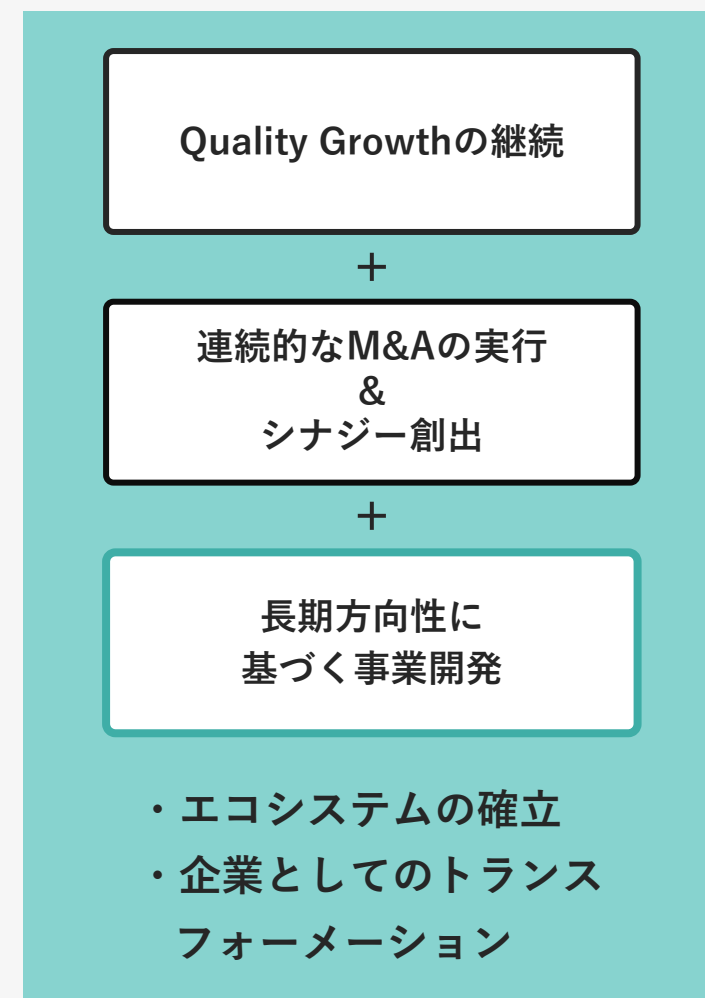 Quality Growthの継続
＋
連続的なM&Aの実行
&
シナジー創出
＋
長期方向性に
基づく事業開発
・エコシステムの確立
・企業としてのトランス
フォーメーション